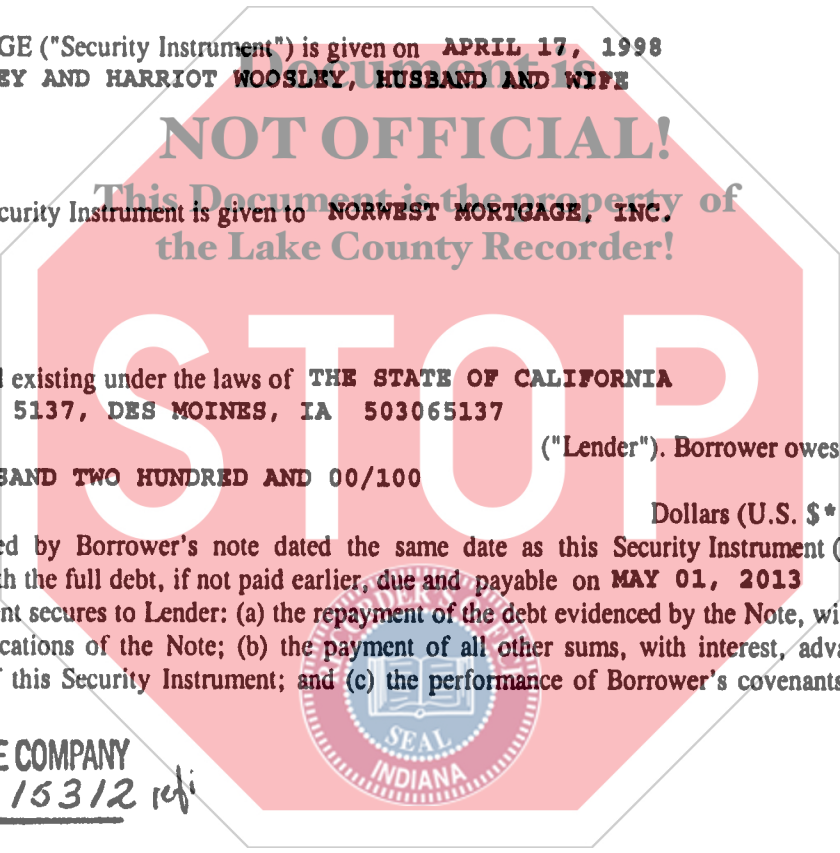 GE ("Security Instrument") is given on APRIL 17, 1998
Document is
EY AND HARRIOT WOOSLEY, HUSBAND AND WIFE
NOT OFFICIAL!
This Document is the property of
curity Instrument is given to NORWEST MORTGAGE, INC.
the Lake County Recorder!
STOP
existing under the laws of THE STATE OF CALIFORNIA
5137, DES MOINES, IA 503065137
("Lender"). Borrower owes
SAND TWO HUNDRED AND 00/100
Dollars (U.S. $*
ed by Borrower's note dated the same date as this Security Instrument (
h the full debt, if not paid earlier, due and payable on MAY 01, 2013
nt secures to Lender: (a) the repayment of the debt evidenced by the Note, wi
cations of the Note; (b) the payment of all other sums, with interest, adva
f this Security Instrument; and (c) the performance of Borrower's covenants
SEAL
INDIANA
E COMPANY
15312 refi